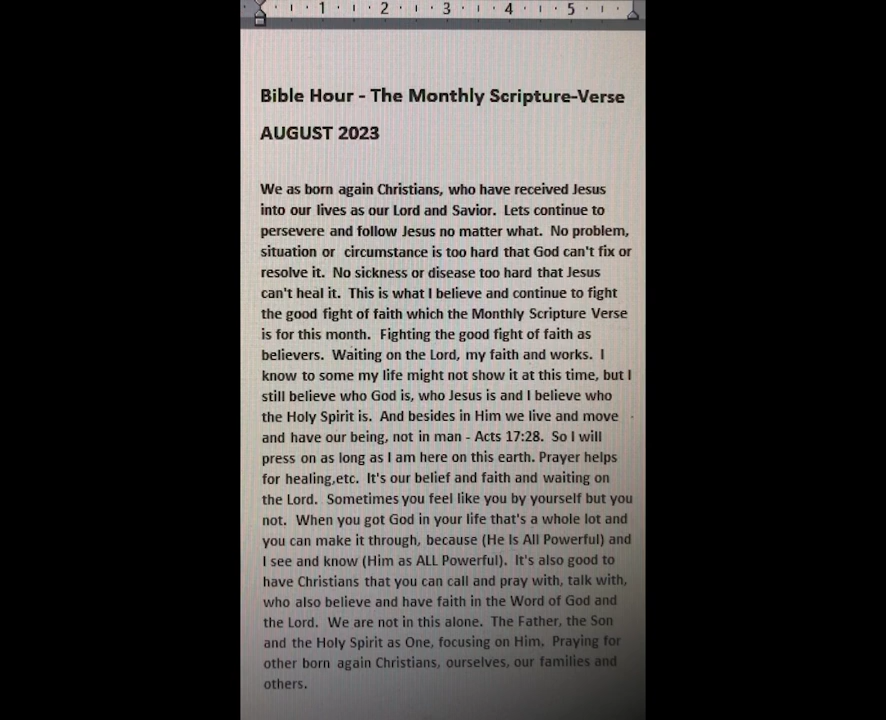 1 2 3 4 5
Bible Hour - The Monthly Scripture-Verse
AUGUST 2023
We as born again Christians, who have received Jesus
into our lives as our Lord and Savior. Lets continue to
persevere and follow Jesus no matter what. No problem,
situation or circumstance is too hard that God can't fix or
resolve it. No sickness or disease too hard that Jesus
can't heal it. This is what I believe and continue to fight
the good fight of faith which the Monthly Scripture Verse
is for this month. Fighting the good fight of faith as
believers. Waiting on the Lord, my faith and works. I
know to some my life might not show it at this time, but I
still believe who God is, who Jesus is and I believe who
the Holy Spirit is. And besides in Him we live and move
and have our being, not in man - Acts 17:28. So I will
press on as long as I am here on this earth. Prayer helps
for healing,etc. It's our belief and faith and waiting on
the Lord. Sometimes you feel like you by yourself but you
not. When you got God in your life that's a whole lot and
you can make it through, because (He Is All Powerful) and
I see and know (Him as ALL Powerful). It's also good to
have Christians that you can call and pray with, talk with,
who also believe and have faith in the Word of God and
the Lord. We are not in this alone. The Father, the Son
and the Holy Spirit as One, focusing on Him. Praying for
other born again Christians, ourselves, our families and
others.